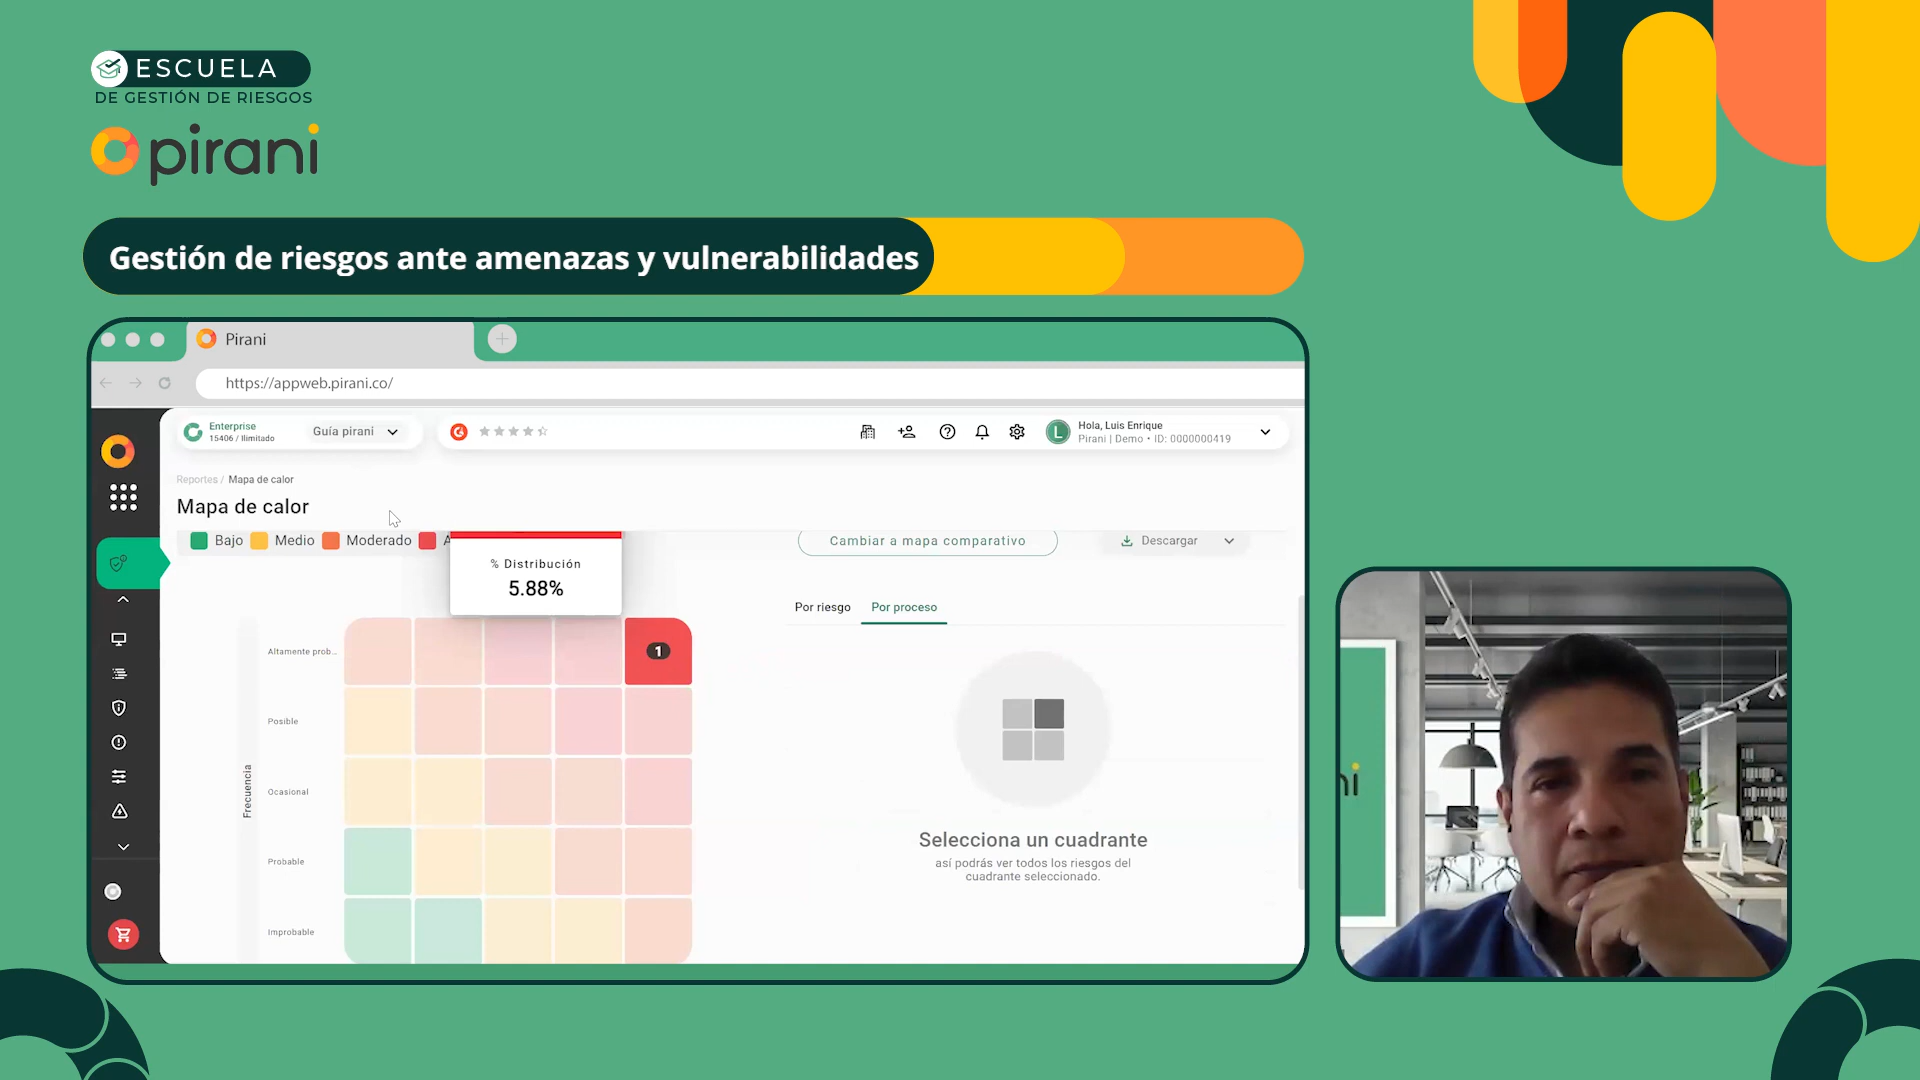 ESCUELA
DE GESTIÓN DE RIESGOS
pirani
Gestión de riesgos ante amenazas y vulnerabilidades
Pirani
https://appweb.pirani.co/
Enterprise
15406 / Ilimitado
Guía pirani
Hola, Luis Enrique
Pirani | Demo • ID: 0000000419
Reportes / Mapa de calor
Mapa de calor
Bajo Medio Moderado A
% Distribución
5.88%
Cambiar a mapa comparativo
Descargar
Por riesgo Por proceso
Altamente prob...
1
Posible
Ocasional
Probable
Improbable
Frecuencia
Selecciona un cuadrante
así podrás ver todos los riesgos del
cuadrante seleccionado.
L
ni